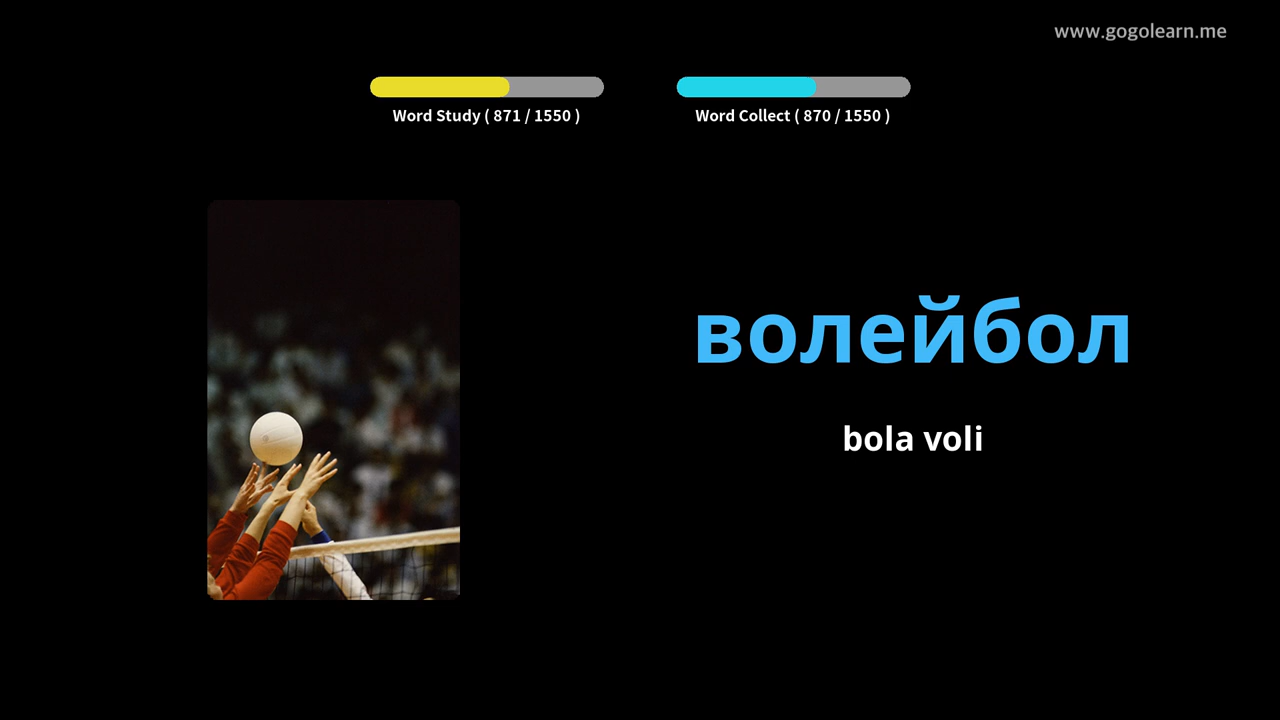 www.gogolearn.me
Word Study ( 871 / 1550 )
Word Collect ( 870 / 1550 )
волейбол
bola voli